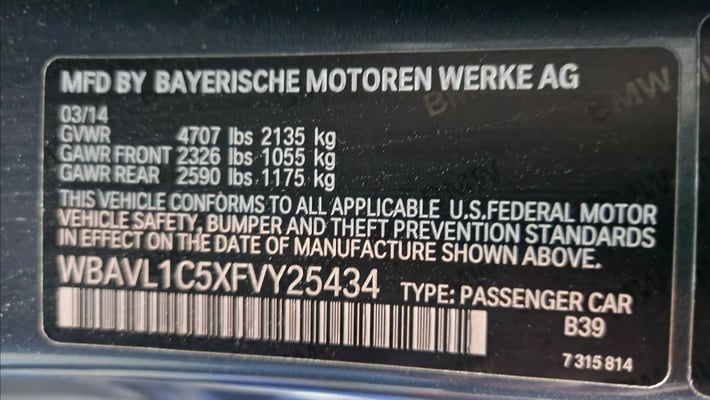 MFD BY BAYERISCHE MOTOREN WERKE AG
03/14
GVWR 4707 lbs 2135 kg
GAWR FRONT 2326 lbs 1055 kg
GAWR REAR 2590 lbs 1175 kg
THIS VEHICLE CONFORMS TO ALL APPLICABLE U.S.FEDERAL MOTOR
VEHICLE SAFETY, BUMPER AND THEFT PREVENTION STANDARDS
IN EFFECT ON THE DATE OF MANUFACTURE SHOWN ABOVE.
WBAVL1C5XFVY25434 TYPE: PASSENGER CAR
B39
7 315 814
BMW
BMW